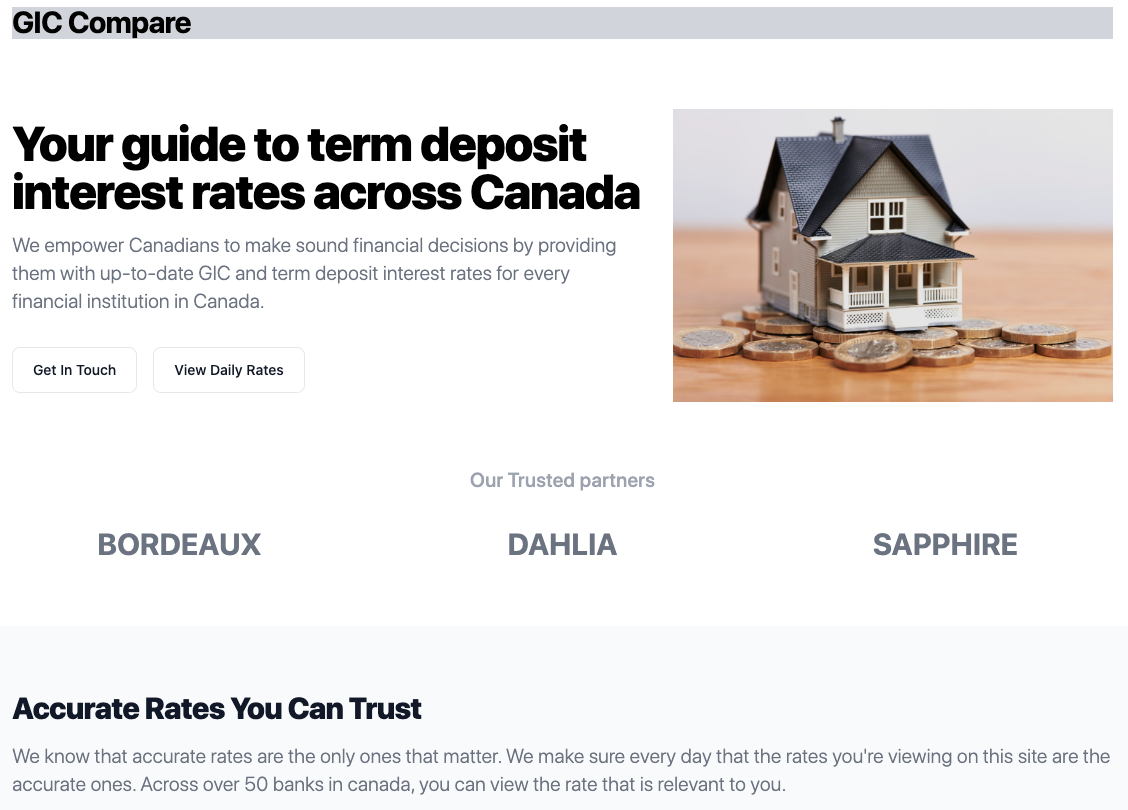 GIC Compare
Your guide to term deposit
interest rates across Canada
We empower Canadians to make sound financial decisions by providing
them with up-to-date GIC and term deposit interest rates for every
financial institution in Canada.
Get In Touch
View Daily Rates
Our Trusted partners
BORDEAUX
DAHLIA
SAPPHIRE
Accurate Rates You Can Trust
We know that accurate rates are the only ones that matter. We make sure every day that the rates you're viewing on this site are the
accurate ones. Across over 50 banks in canada, you can view the rate that is relevant to you.